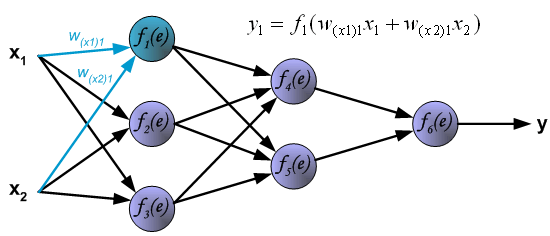 y₁ = f₁(w₍ₓ₁₎₁x₁ + w₍ₓ₂₎₁x₂)
w(x1)1
f₁(e)
x₁
w(x2)1
f₄(e)
f₂(e)
f₆(e)
y
f₅(e)
x₂
f₃(e)